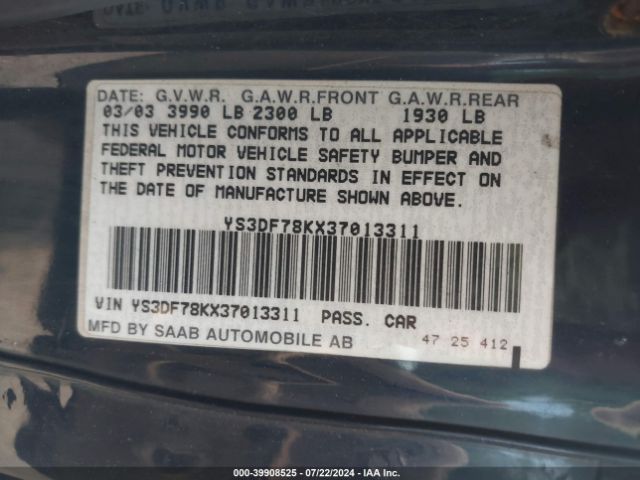 DATE: G.V.W.R. G.A.W.R.FRONT G.A.W.R.REAR
03/03 3990 LB 2300 LB 1930 LB
THIS VEHICLE CONFORMS TO ALL APPLICABLE
FEDERAL MOTOR VEHICLE SAFETY BUMPER AND
THEFT PREVENTION STANDARDS IN EFFECT ON
THE DATE OF MANUFACTURE SHOWN ABOVE.
YS3DF78KX37013311
VIN YS3DF78KX37013311 PASS. CAR
MFD BY SAAB AUTOMOBILE AB 47 25 412
000-39908525 - 07/22/2024 - IAA Inc.